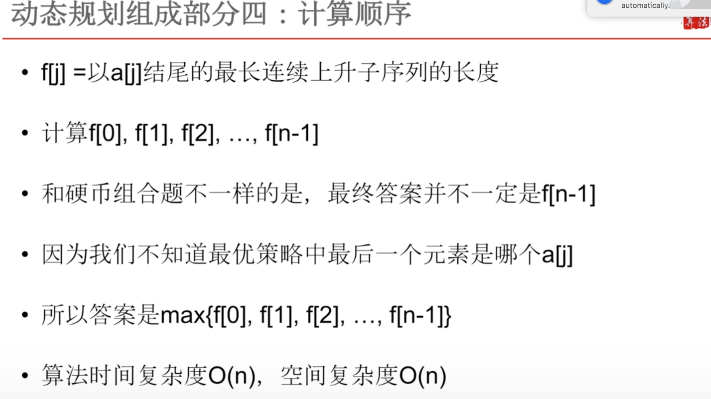 动态规划组成部分四：计算顺序
automatically.
• f[j] =以a[j]结尾的最长连续上升子序列的长度
• 计算f[0], f[1], f[2], …, f[n-1]
• 和硬币组合题不一样的是，最终答案并不一定是f[n-1]
• 因为我们不知道最优策略中最后一个元素是哪个a[j]
• 所以答案是max{f[0], f[1], f[2], …, f[n-1]}
• 算法时间复杂度O(n)，空间复杂度O(n)